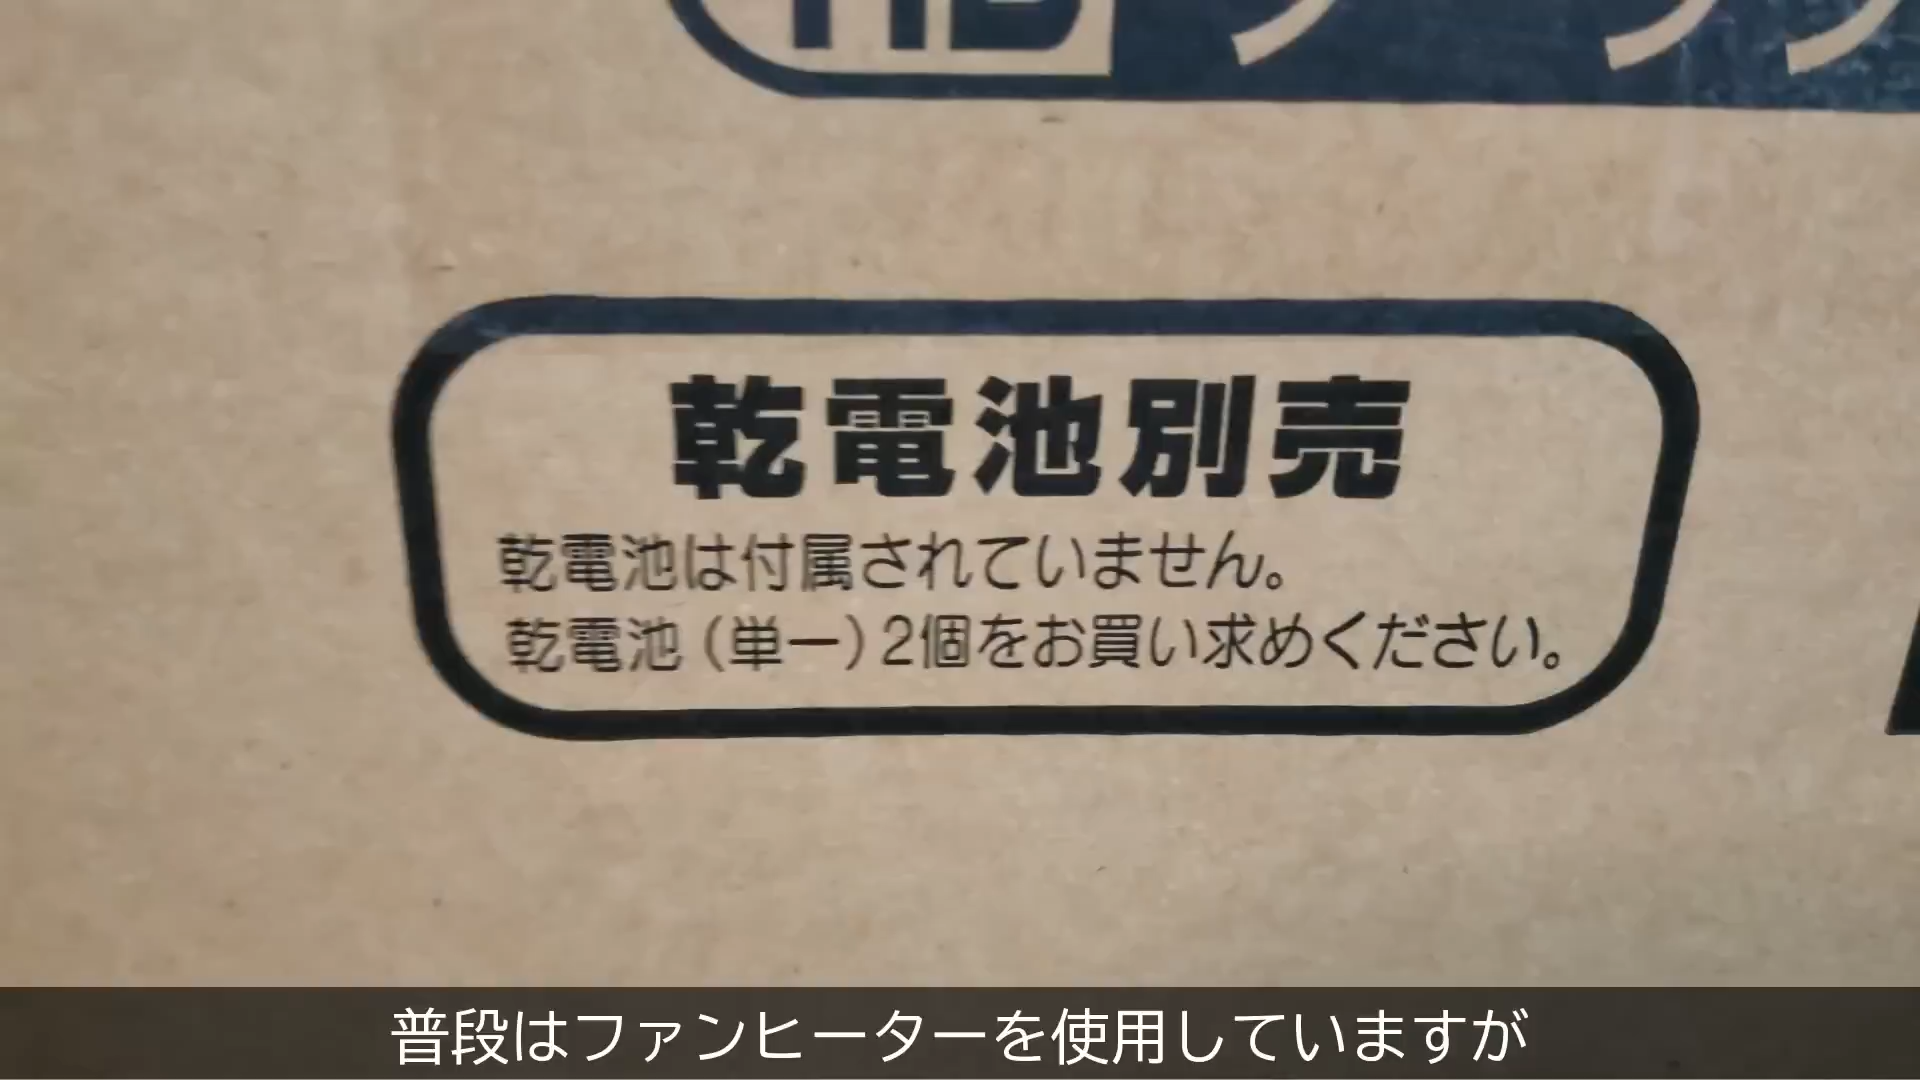 乾電池別売
乾電池は付属されていません。
乾電池(単一)2個をお買い求めください。
普段はファンヒーターを使用していますが